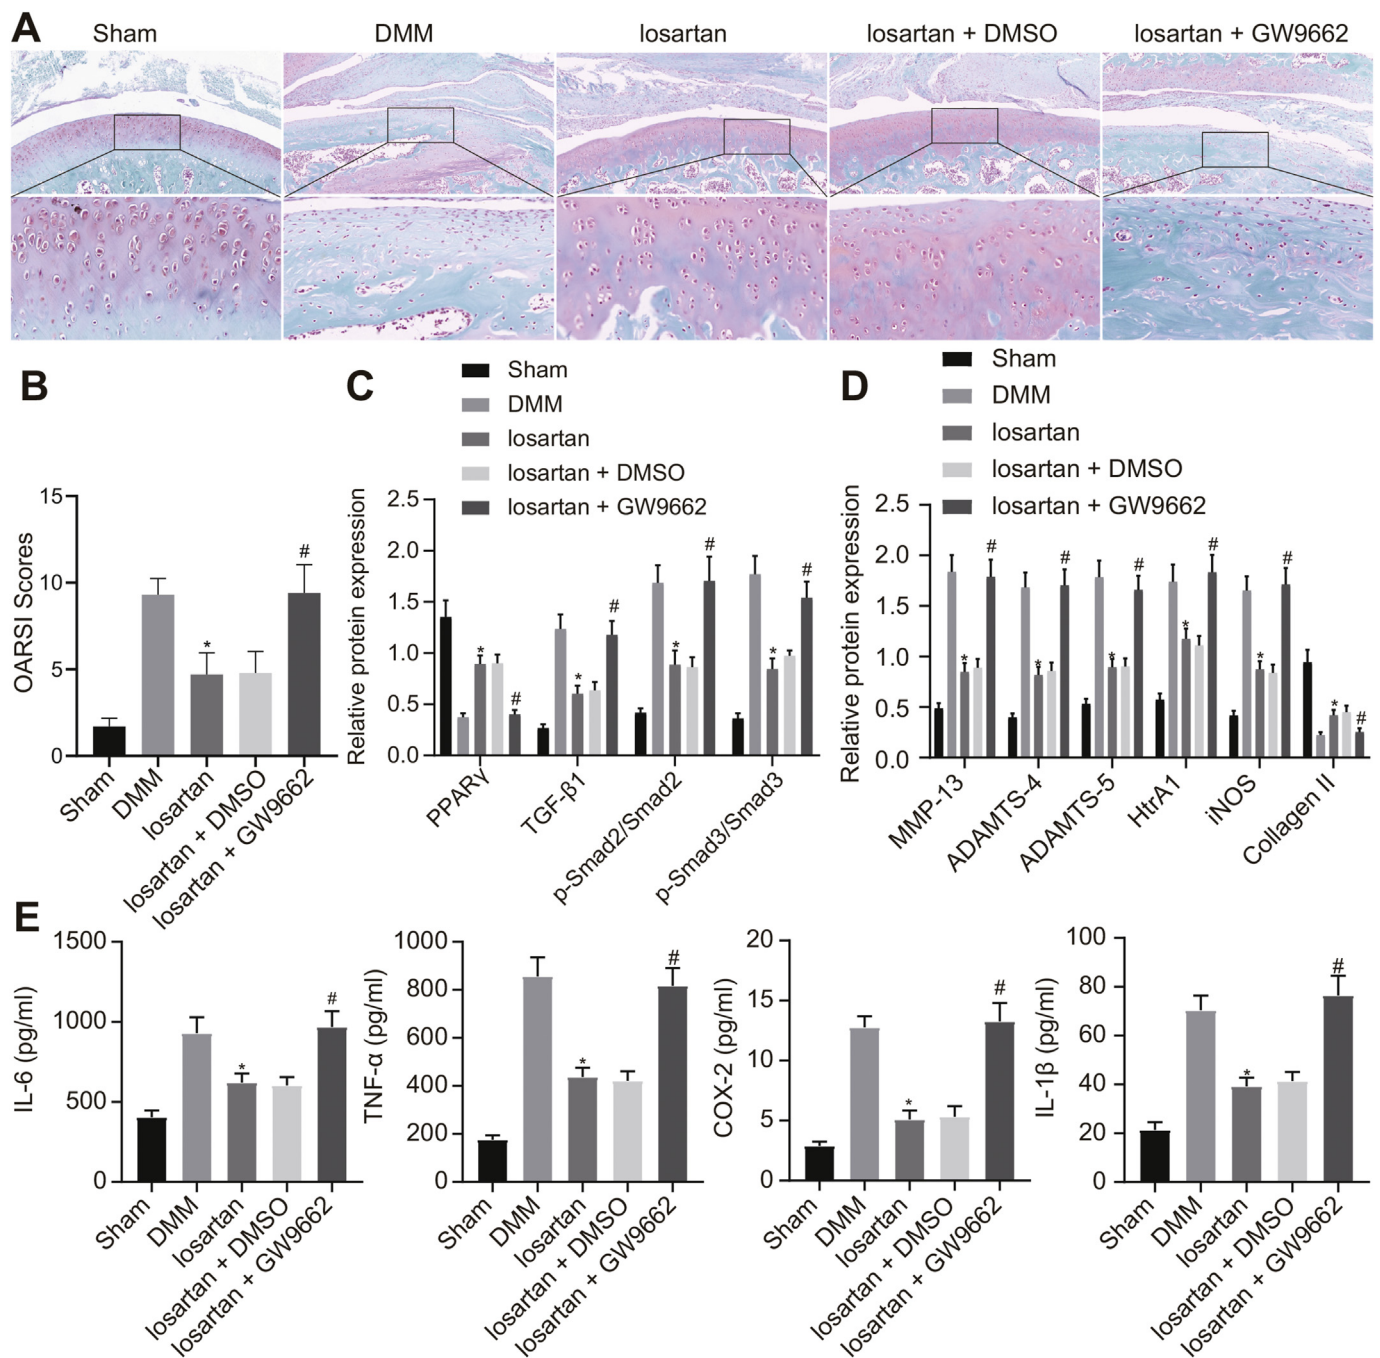 A
Sham
DMM
losartan
losartan + DMSO
losartan + GW9662
B
OARSI Scores
15
10
5
0
*
#
Sham
DMM
losartan
losartan + DMSO
losartan + GW9662
C
Sham
DMM
losartan
losartan + DMSO
losartan + GW9662
Relative protein expression
2.5
2.0
1.5
1.0
0.5
0.0
*
#
*
#
*
#
*
#
PPARγ
TGF-β1
p-Smad2/Smad2
p-Smad3/Smad3
D
Sham
DMM
losartan
losartan + DMSO
losartan + GW9662
Relative protein expression
2.5
2.0
1.5
1.0
0.5
0.0
*
#
*
#
*
#
*
#
*
#
*
#
MMP-13
ADAMTS-4
ADAMTS-5
HtrA1
iNOS
Collagen II
E
IL-6 (pg/ml)
1500
1000
500
0
*
#
Sham
DMM
losartan
losartan + DMSO
losartan + GW9662
TNF-α (pg/ml)
1000
800
600
400
200
0
*
#
Sham
DMM
losartan
losartan + DMSO
losartan + GW9662
COX-2 (pg/ml)
20
15
10
5
0
*
#
Sham
DMM
losartan
losartan + DMSO
losartan + GW9662
IL-1β (pg/ml)
100
80
60
40
20
0
*
#
Sham
DMM
losartan
losartan + DMSO
losartan + GW9662